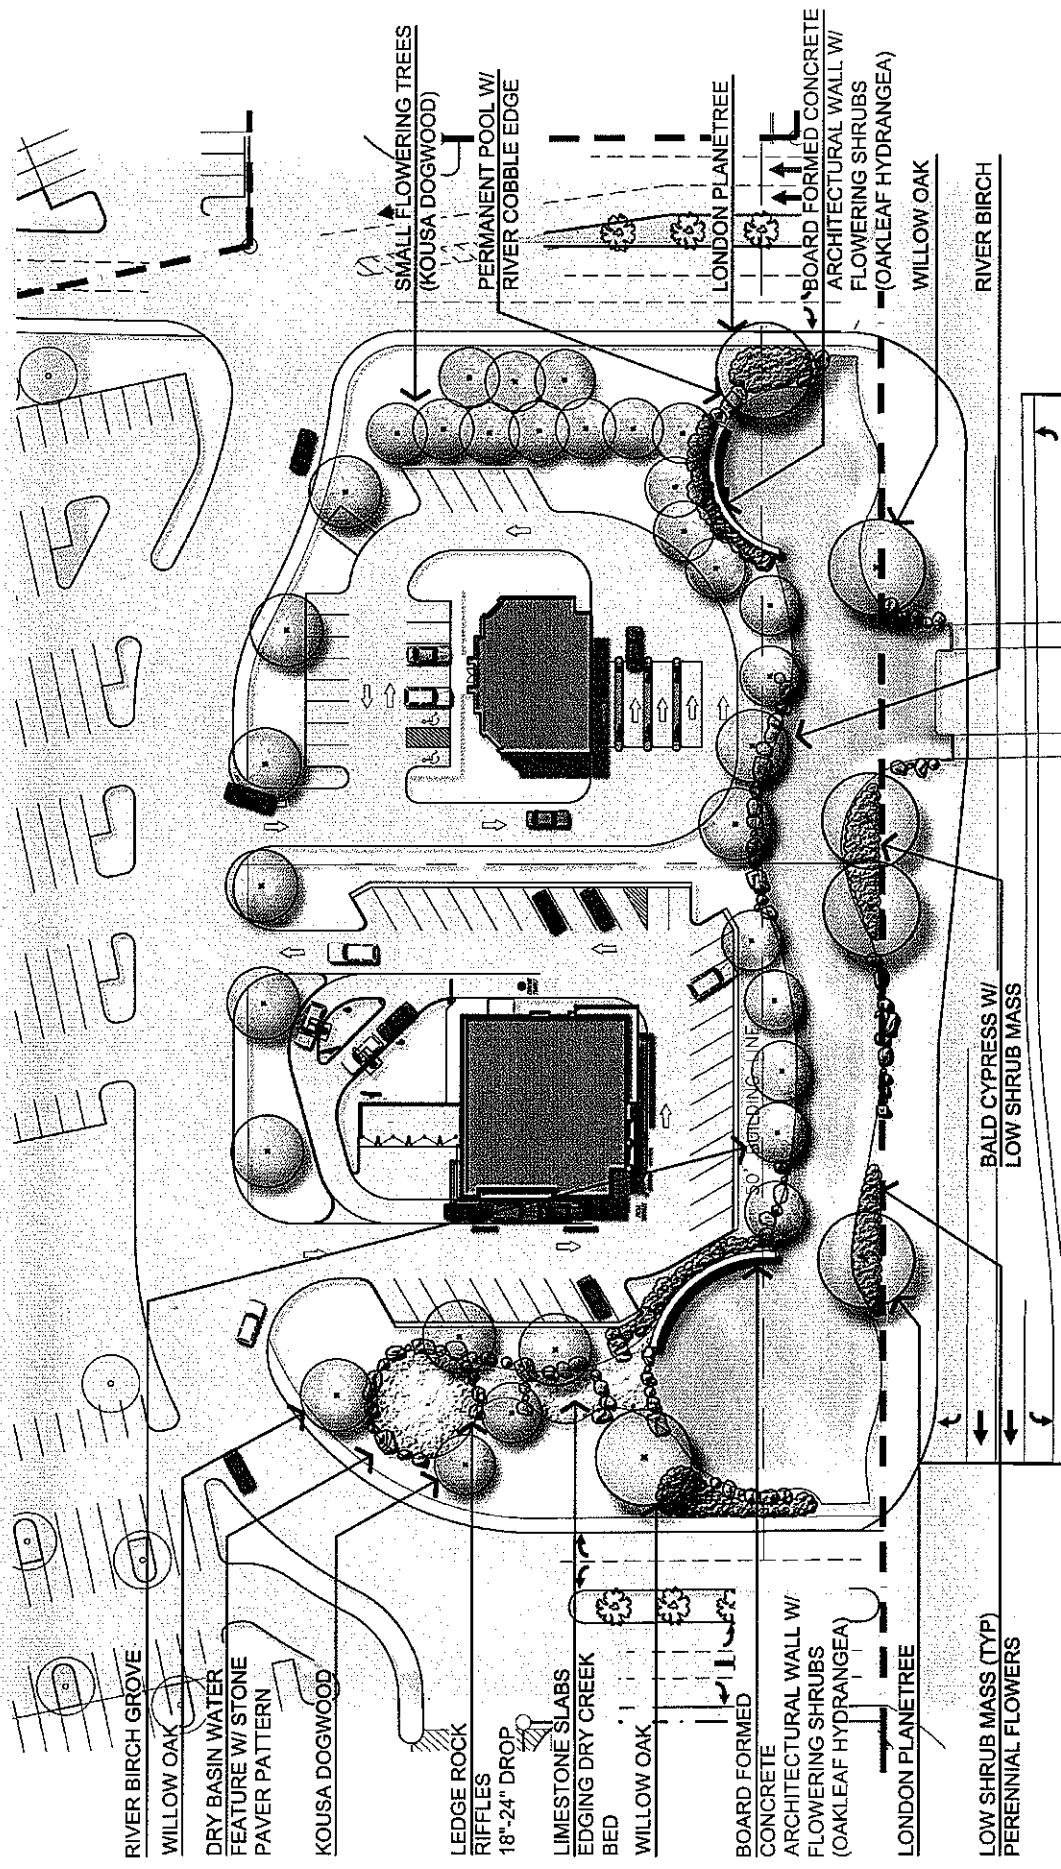 RIVER BIRCH GROVE
WILLOW OAK
DRY BASIN WATER
FEATURE W/ STONE
PAVER PATTERN
KOUSA DOGWOOD
LEDGE ROCK
RIFFLES
18"-24" DROP
LIMESTONE SLABS
EDGING DRY CREEK
BED
WILLOW OAK
BOARD FORMED
CONCRETE
ARCHITECTURAL WALL W/
FLOWERING SHRUBS
(OAKLEAF HYDRANGEA)
LONDON PLANETREE
LOW SHRUB MASS (TYP)
PERENNIAL FLOWERS
BUILDING LINE
BALD CYPRESS W/
LOW SHRUB MASS
SMALL FLOWERING TREES
(KOUSA DOGWOOD)
PERMANENT POOL W/
RIVER COBBLE EDGE
LONDON PLANETREE
BOARD FORMED CONCRETE
ARCHITECTURAL WALL W/
FLOWERING SHRUBS
(OAKLEAF HYDRANGEA)
WILLOW OAK
RIVER BIRCH